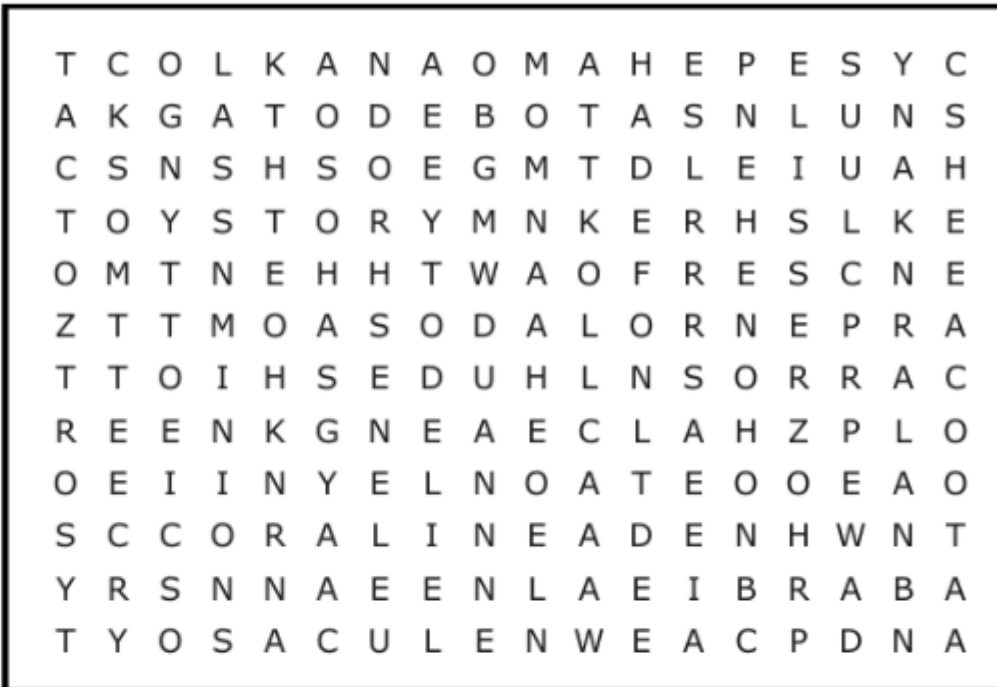 T C O L K A N A O M A H E P E S Y C
A K G A T O D E B O T A S N L U N S
C S N S H S O E G M T D L E I U A H
T O Y S T O R Y M N K E R H S L K E
O M T N E H H T W A O F R E S C N E
Z T T M O A S O D A L O R N E P R A
T T O I H S E D U H L N S O R R A C
R E E N K G N E A E C L A H Z P L O
O E I I N Y E L N O A T E O O E A O
S C C O R A L I N E A D E N H W N T
Y R S N N A E E N L A E I B R A B A
T Y O S A C U L E N W E A C P D N A